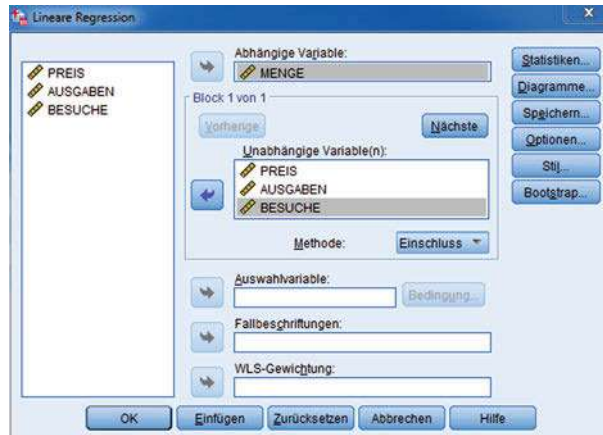 Lineare Regression
PREIS
AUSGABEN
BESUCHE
Abhängige Variable:
MENGE
Block 1 von 1
Vorherige
Nächste
Unabhängige Variable(n):
PREIS
AUSGABEN
BESUCHE
Methode:
Einschluss
Auswahlvariable:
Bedingung...
Fallbeschriftungen:
WLS-Gewichtung:
Statistiken...
Diagramme...
Speichern...
Optionen...
Stil...
Bootstrap...
OK
Einfügen
Zurücksetzen
Abbrechen
Hilfe